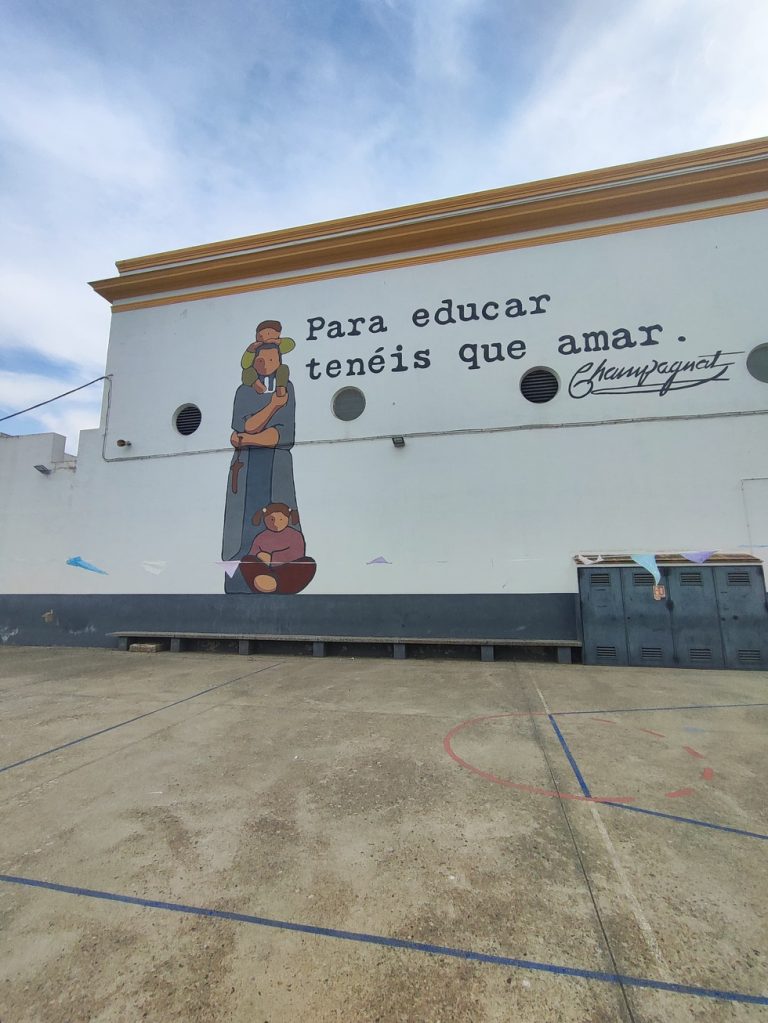 Para educar
tenéis que amar.
Champagnat